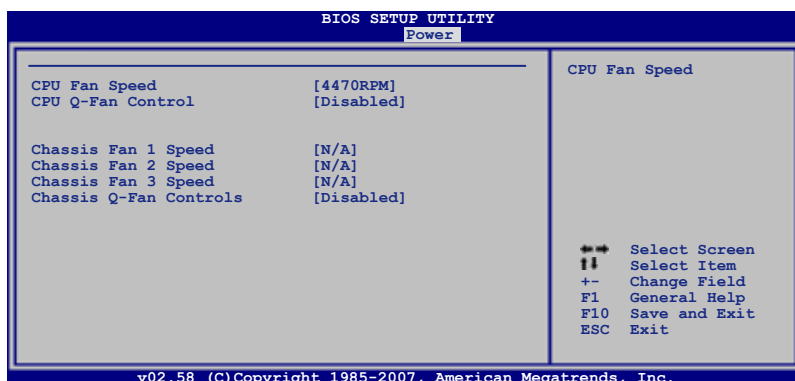 BIOS SETUP UTILITY
Power
CPU Fan Speed [4470RPM]
CPU Q-Fan Control [Disabled]
Chassis Fan 1 Speed [N/A]
Chassis Fan 2 Speed [N/A]
Chassis Fan 3 Speed [N/A]
Chassis Q-Fan Controls [Disabled]
CPU Fan Speed
Select Screen
Select Item
+- Change Field
F1 General Help
F10 Save and Exit
ESC Exit
v02.58 (C)Copyright 1985-2007, American Megatrends, Inc.